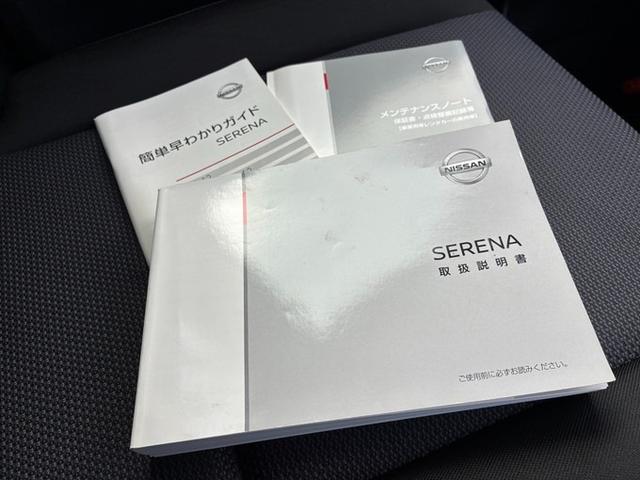 簡単早わかりガイド
SERENA
メンテナンスノート
保証書・点検整備記録簿
NISSAN
SERENA
取扱説明書
ご使用前に必ずお読みください。